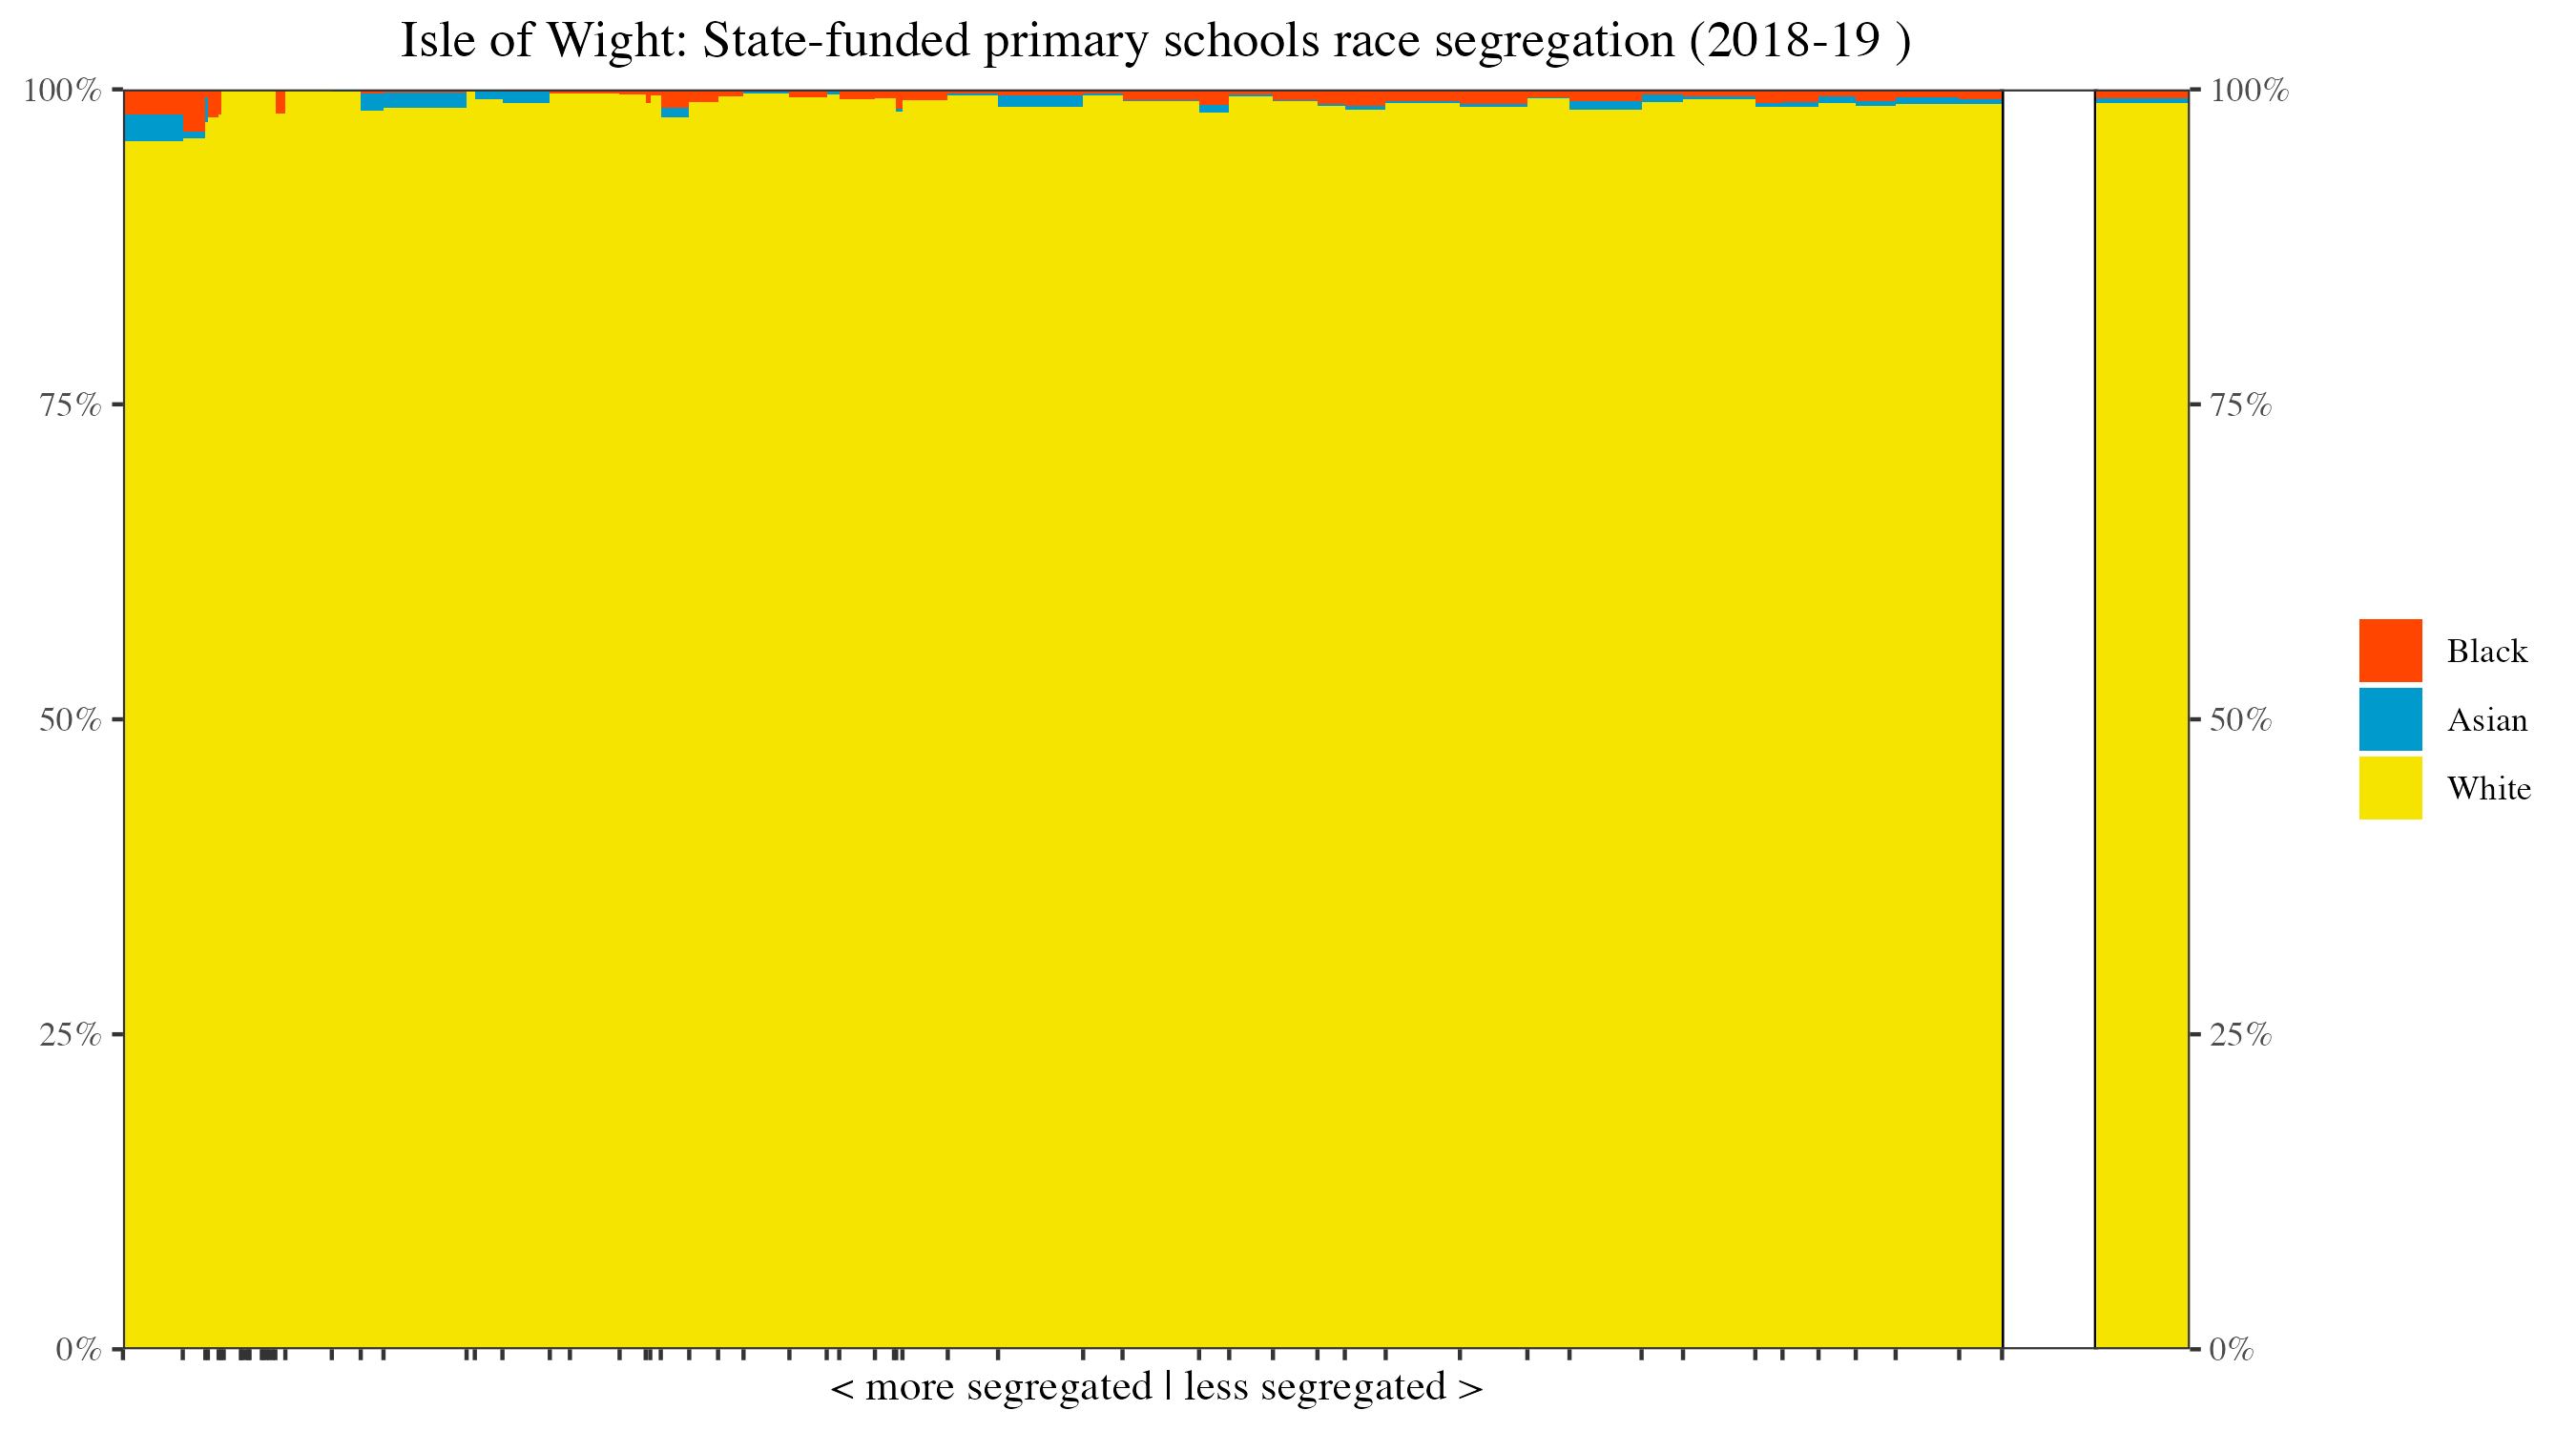 Isle of Wight: State-funded primary schools race segregation (2018-19 )
100%
75%
50%
25%
0%
100%
75%
50%
25%
0%
Black
Asian
White
< more segregated | less segregated >